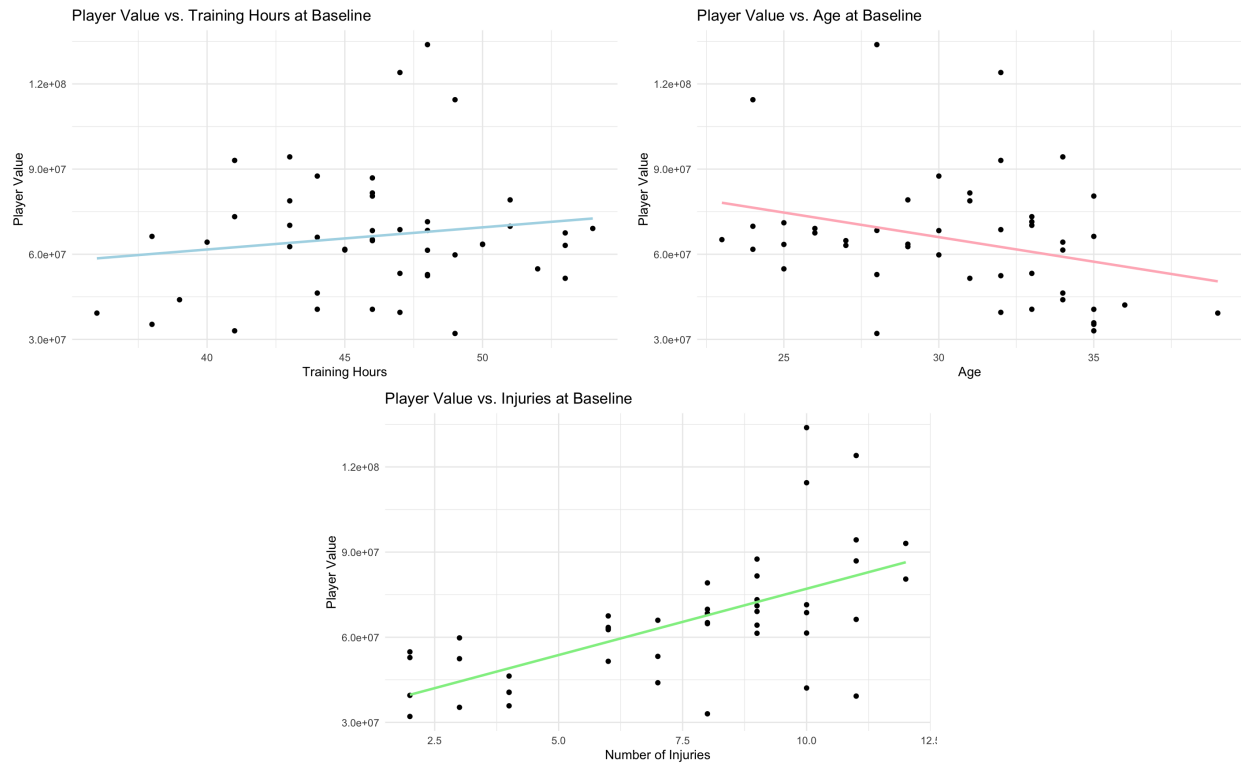 Player Value vs. Training Hours at Baseline
Player Value
1.2e+08
9.0e+07
6.0e+07
3.0e+07
40 45 50
Training Hours
Player Value vs. Age at Baseline
Player Value
1.2e+08
9.0e+07
6.0e+07
3.0e+07
25 30 35
Age
Player Value vs. Injuries at Baseline
Player Value
1.2e+08
9.0e+07
6.0e+07
3.0e+07
2.5 5.0 7.5 10.0 12.5
Number of Injuries